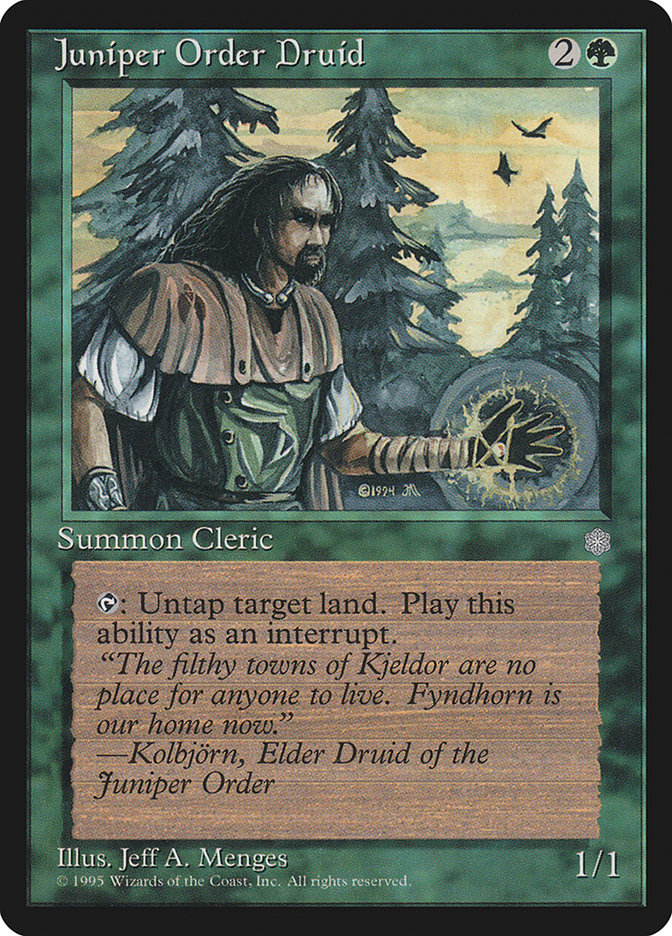 Juniper Order Druid
2
©1994 JM
Summon Cleric
: Untap target land. Play this
ability as an interrupt.
“The filthy towns of Kjeldor are no
place for anyone to live. Fyndhorn is
our home now.”
—Kolbjörn, Elder Druid of the
Juniper Order
Illus. Jeff A. Menges
1/1
© 1995 Wizards of the Coast, Inc. All rights reserved.